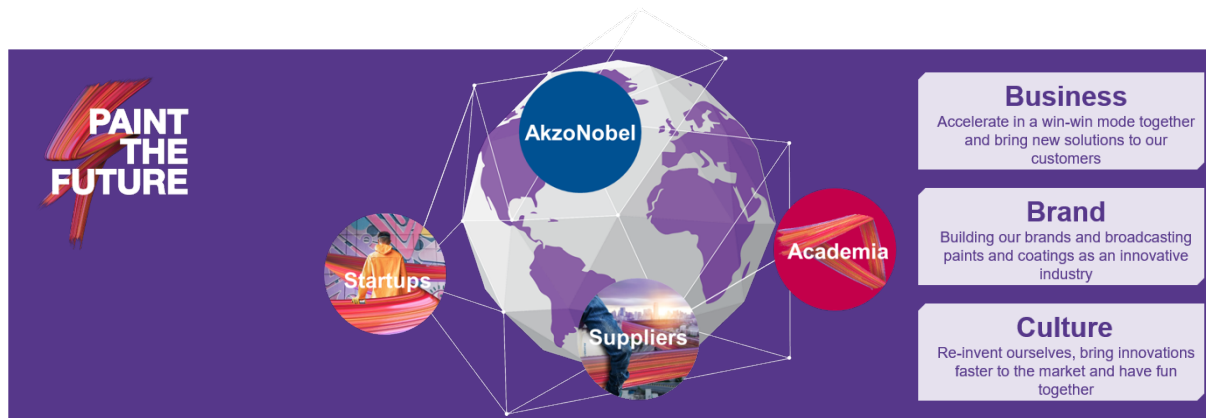 PAINT
THE
FUTURE
AkzoNobel
Startups
Suppliers
Academia
Business
Accelerate in a win-win mode together
and bring new solutions to our
customers
Brand
Building our brands and broadcasting
paints and coatings as an innovative
industry
Culture
Re-invent ourselves, bring innovations
faster to the market and have fun
together